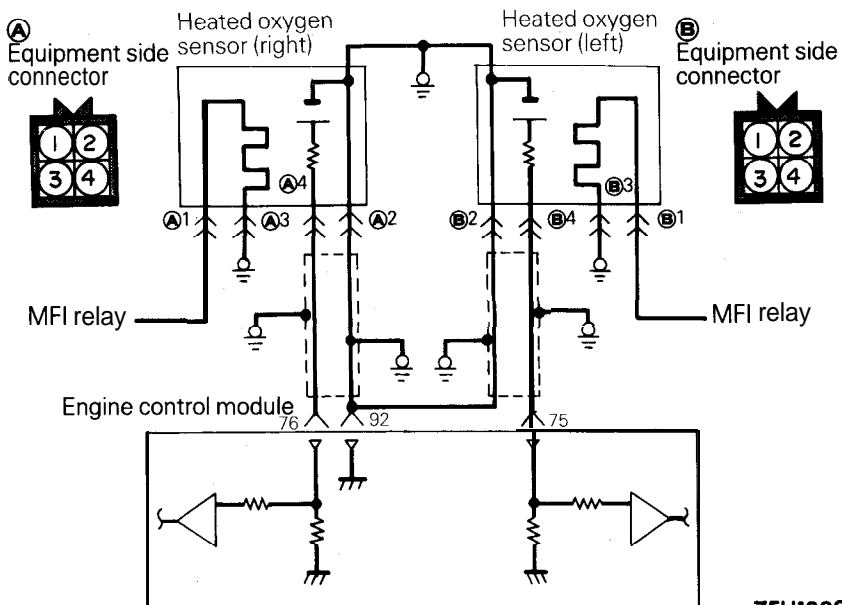 Ⓐ
Equipment side
connector
1 2
3 4
Heated oxygen
sensor (right)
Heated oxygen
sensor (left)
Ⓑ
Equipment side
connector
1 2
3 4
Ⓐ4
Ⓑ3
Ⓐ1
Ⓐ3
Ⓐ2
Ⓑ2
Ⓑ4
Ⓑ1
MFI relay
MFI relay
Engine control module
76
92
75